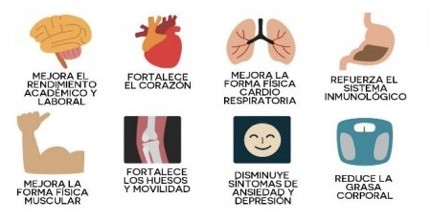 MEJORA EL
RENDIMIENTO
ACADÉMICO Y
LABORAL
FORTALECE
EL CORAZÓN
MEJORA LA
FORMA FÍSICA
CARDIO
RESPIRATORIA
REFUERZA EL
SISTEMA
INMUNOLÓGICO
MEJORA LA
FORMA FÍSICA
MUSCULAR
FORTALECE
LOS HUESOS
Y MOVILIDAD
DISMINUYE
SÍNTOMAS DE
ANSIEDAD Y
DEPRESIÓN
REDUCE LA
GRASA
CORPORAL